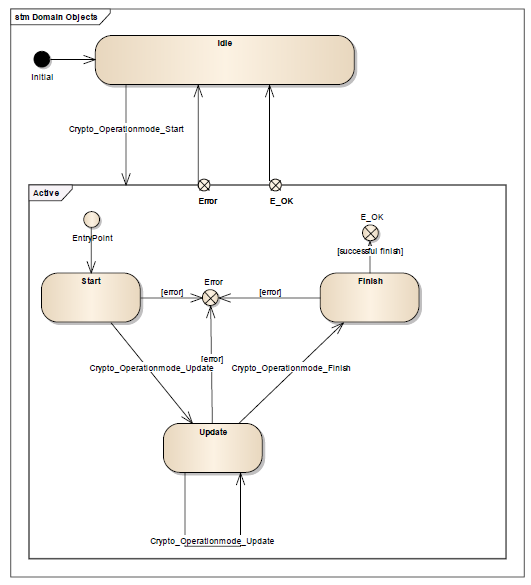 stm Domain Objects
Idle
Initial
Crypto_Operationmode_Start
Error
E_OK
Active
E_OK
EntryPoint
[successful finish]
Start
Error
Finish
[error]
[error]
[error]
Crypto_Operationmode_Update
Crypto_Operationmode_Finish
Update
Crypto_Operationmode_Update